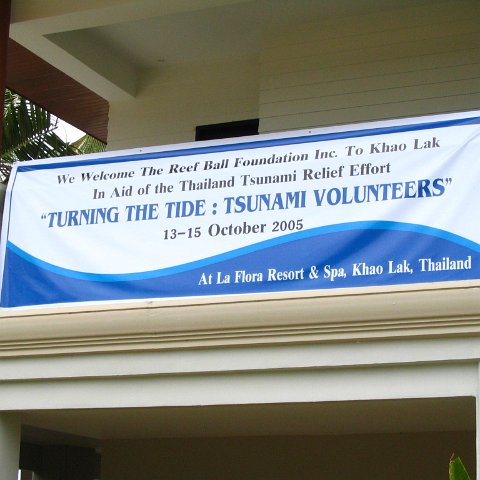 We Welcome The Reef Ball Foundation Inc. To Khao Lak
In Aid of the Thailand Tsunami Relief Effort
"TURNING THE TIDE : TSUNAMI VOLUNTEERS"
13-15 October 2005
At La Flora Resort & Spa, Khao Lak, Thailand